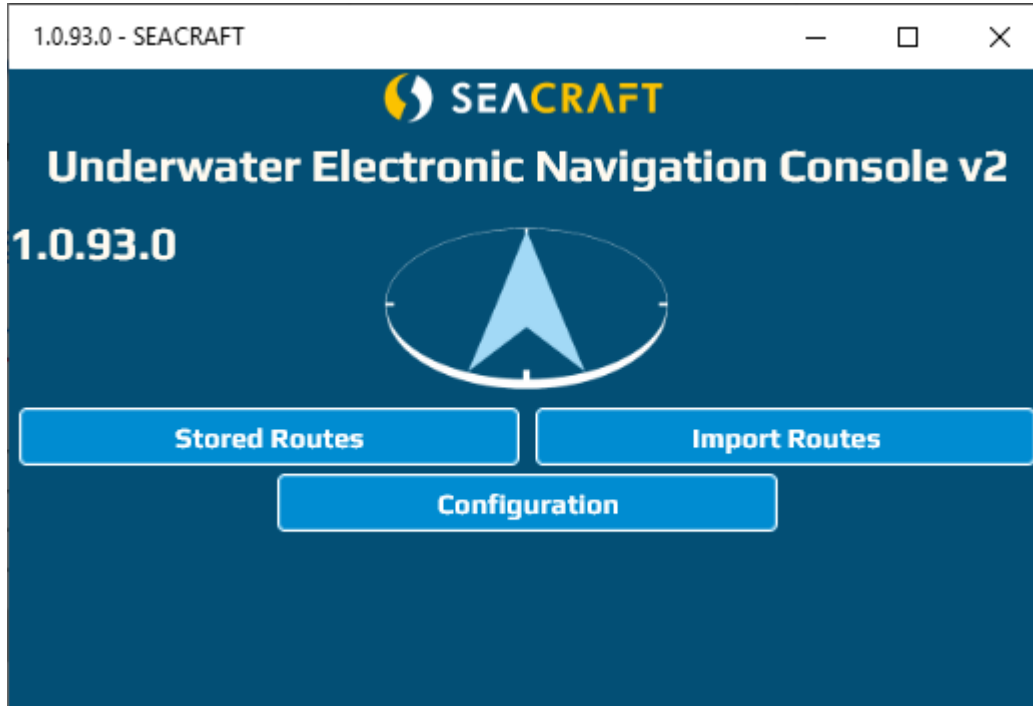 1.0.93.0 - SEACRAFT
SEACRAFT
Underwater Electronic Navigation Console v2
1.0.93.0
Stored Routes
Import Routes
Configuration